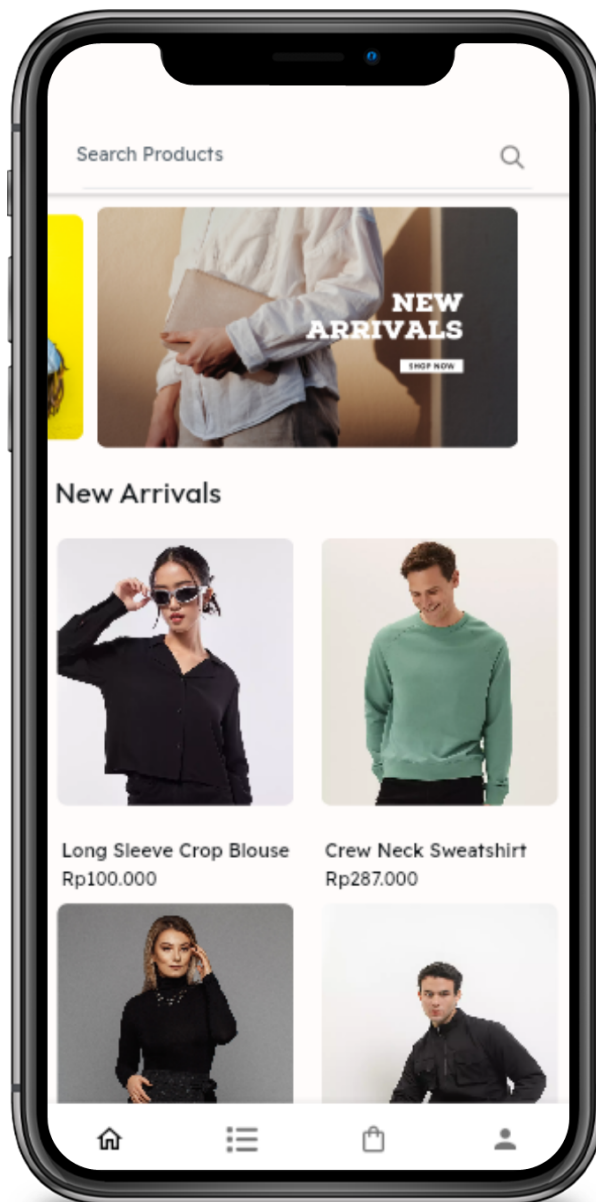 Search Products
NEW
ARRIVALS
SHOP NOW
New Arrivals
Long Sleeve Crop Blouse
Crew Neck Sweatshirt
Rp100.000
Rp287.000